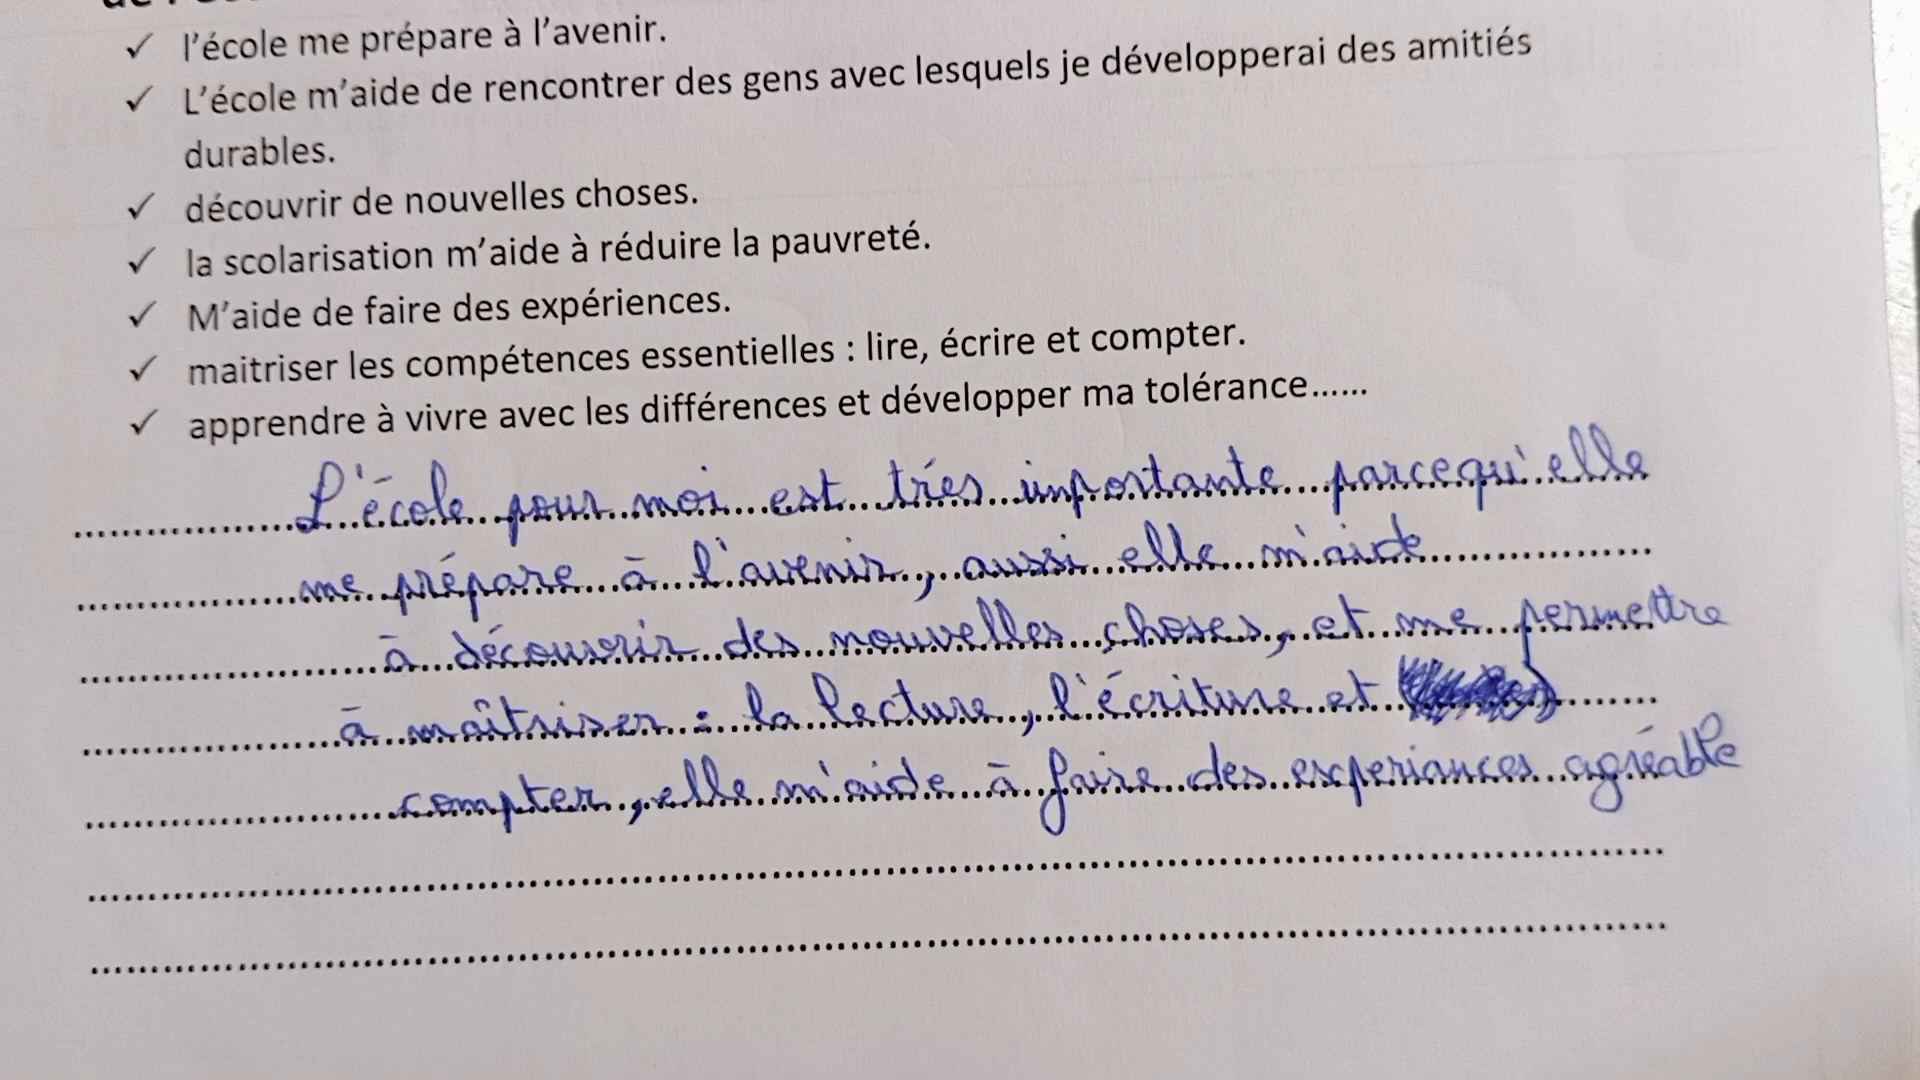 ✓ l'école me prépare à l'avenir.
✓ L'école m'aide de rencontrer des gens avec lesquels je développerai des amitiés
durables.
✓ découvrir de nouvelles choses.
✓ la scolarisation m'aide à réduire la pauvreté.
✓ M'aide de faire des expériences.
✓ maitriser les compétences essentielles : lire, écrire et compter.
✓ apprendre à vivre avec les différences et développer ma tolérance......
L'école pour moi est trés importante parcequ'elle
me prépare à l'avenir, aussi elle m'aide
à découvrir des nouvelles choses, et me permettre
à maîtriser : la lecture, l'écriture et
compter, elle m'aide à faire des experiances agréable